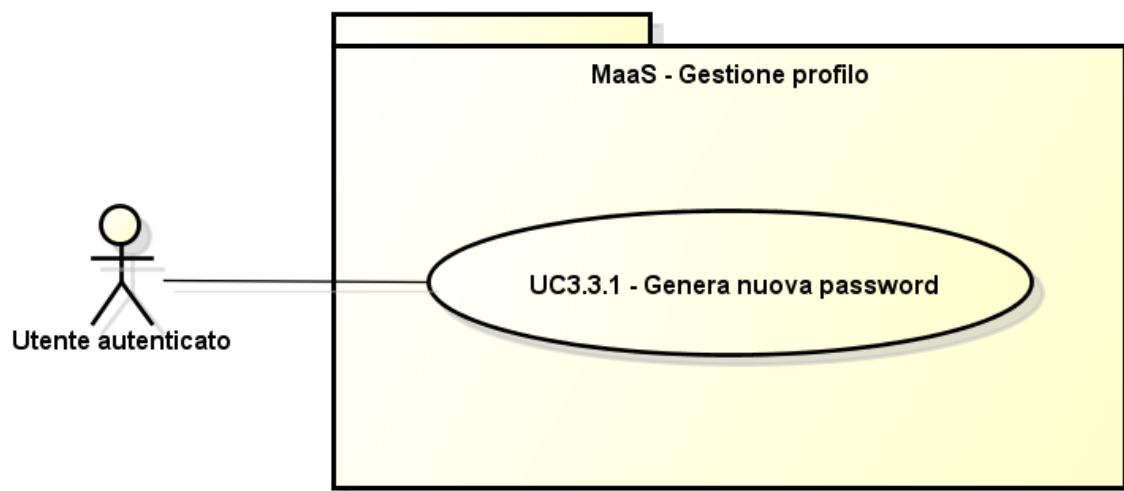 MaaS - Gestione profilo
UC3.3.1 - Genera nuova password
Utente autenticato